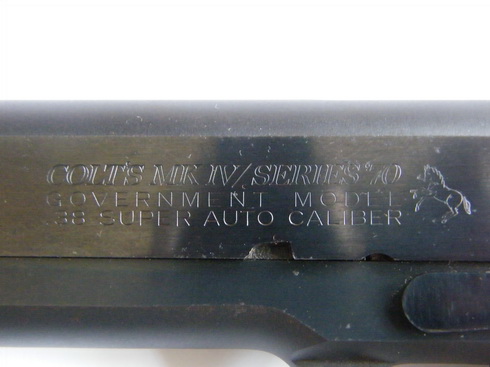 COLT'S MK IV/SERIES '70
GOVERNMENT MODEL
.38 SUPER AUTO CALIBER